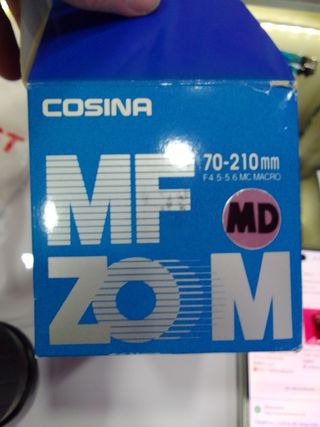 COSINA
MF
70-210mm
F4.5-5.6 MC MACRO
MD
ZOOM